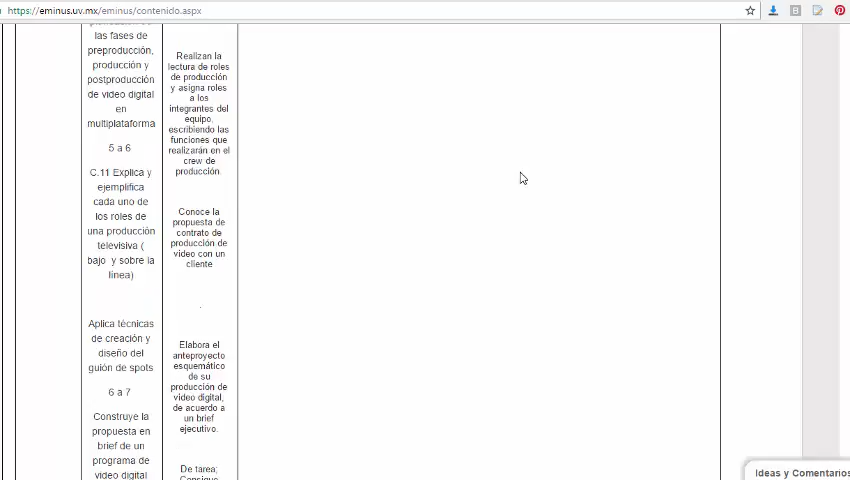 https://eminus.uv.mx/eminus/contenido.aspx
las fases de
preproducción,
producción y
postproducción
de video digital
en
multiplataforma
5 a 6
C.11 Explica y
ejemplifica
cada uno de
los roles de
una producción
televisiva (
bajo y sobre la
línea)
Aplica técnicas
de creación y
diseño del
guión de spots
6 a 7
Construye la
propuesta en
brief de un
programa de
video digital
Realizan la
lectura de roles
de producción
y asigna roles
a los
integrantes del
equipo,
escribiendo las
funciones que
realizarán en el
crew de
producción.
Conoce la
propuesta de
contrato de
producción de
video con un
cliente
.
Elabora el
anteproyecto
esquemático
de su
producción de
video digital,
de acuerdo a
un brief
ejecutivo.
De tarea;
Consigue
Ideas y Comentarios